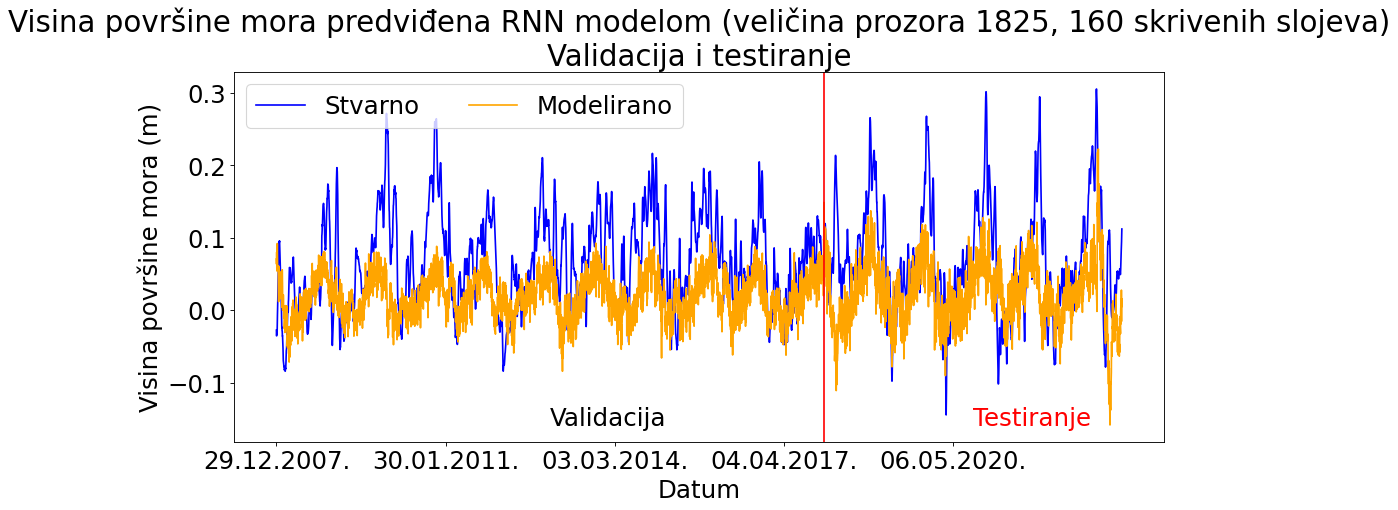 Visina površine mora predviđena RNN modelom (veličina prozora 1825, 160 skrivenih slojeva)
Validacija i testiranje
Stvarno
Modelirano
Visina površine mora (m)
0.3
0.2
0.1
0.0
−0.1
Validacija
Testiranje
29.12.2007.
30.01.2011.
03.03.2014.
04.04.2017.
06.05.2020.
Datum